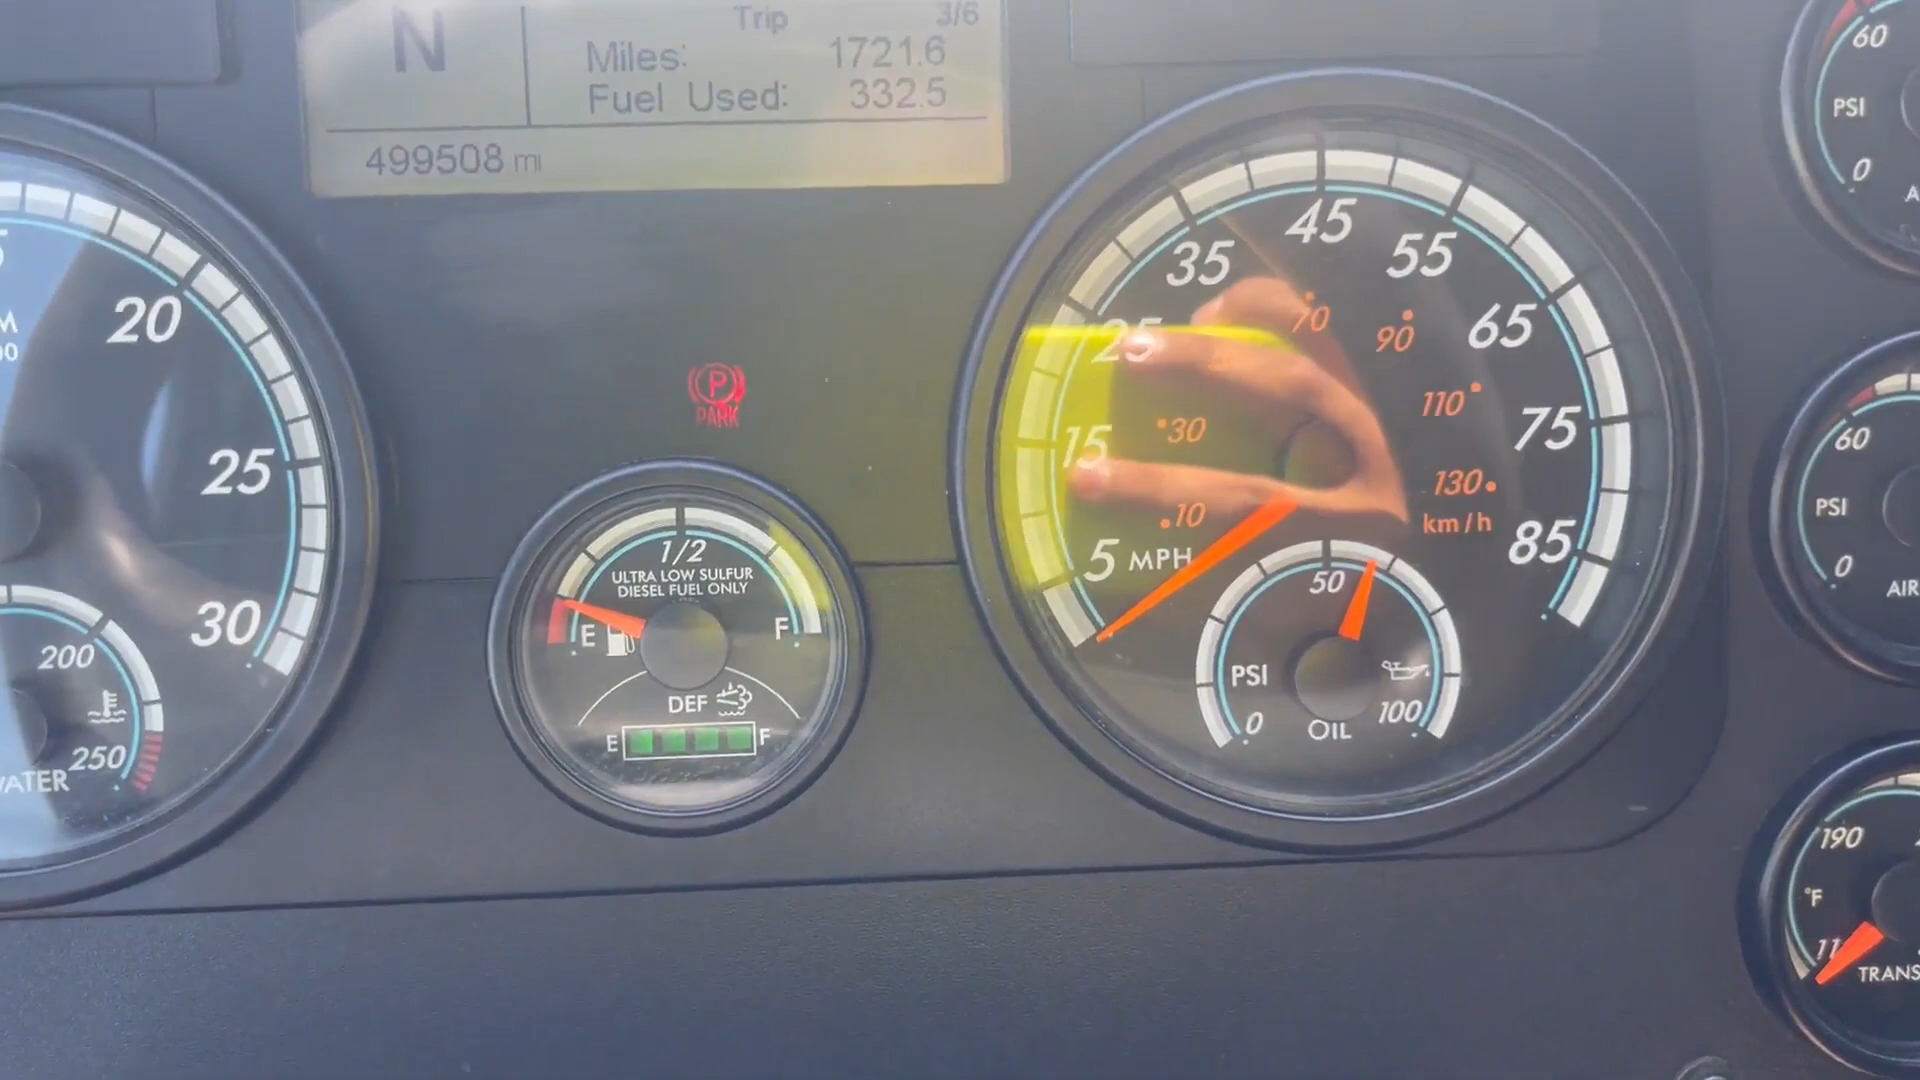 N
Trip 3/6
Miles: 1721.6
Fuel Used: 332.5
499508 mi
20
25
30
200
250
PARK
P
1/2
ULTRA LOW SULFUR
DIESEL FUEL ONLY
E F
DEF
E F
5 15 25 35 45 55 65 75 85
MPH
10 30 70 90 110 130
km/h
50
PSI
0 100
OIL
60
PSI
0
60
PSI
0
AIR
190
°F
TRANS